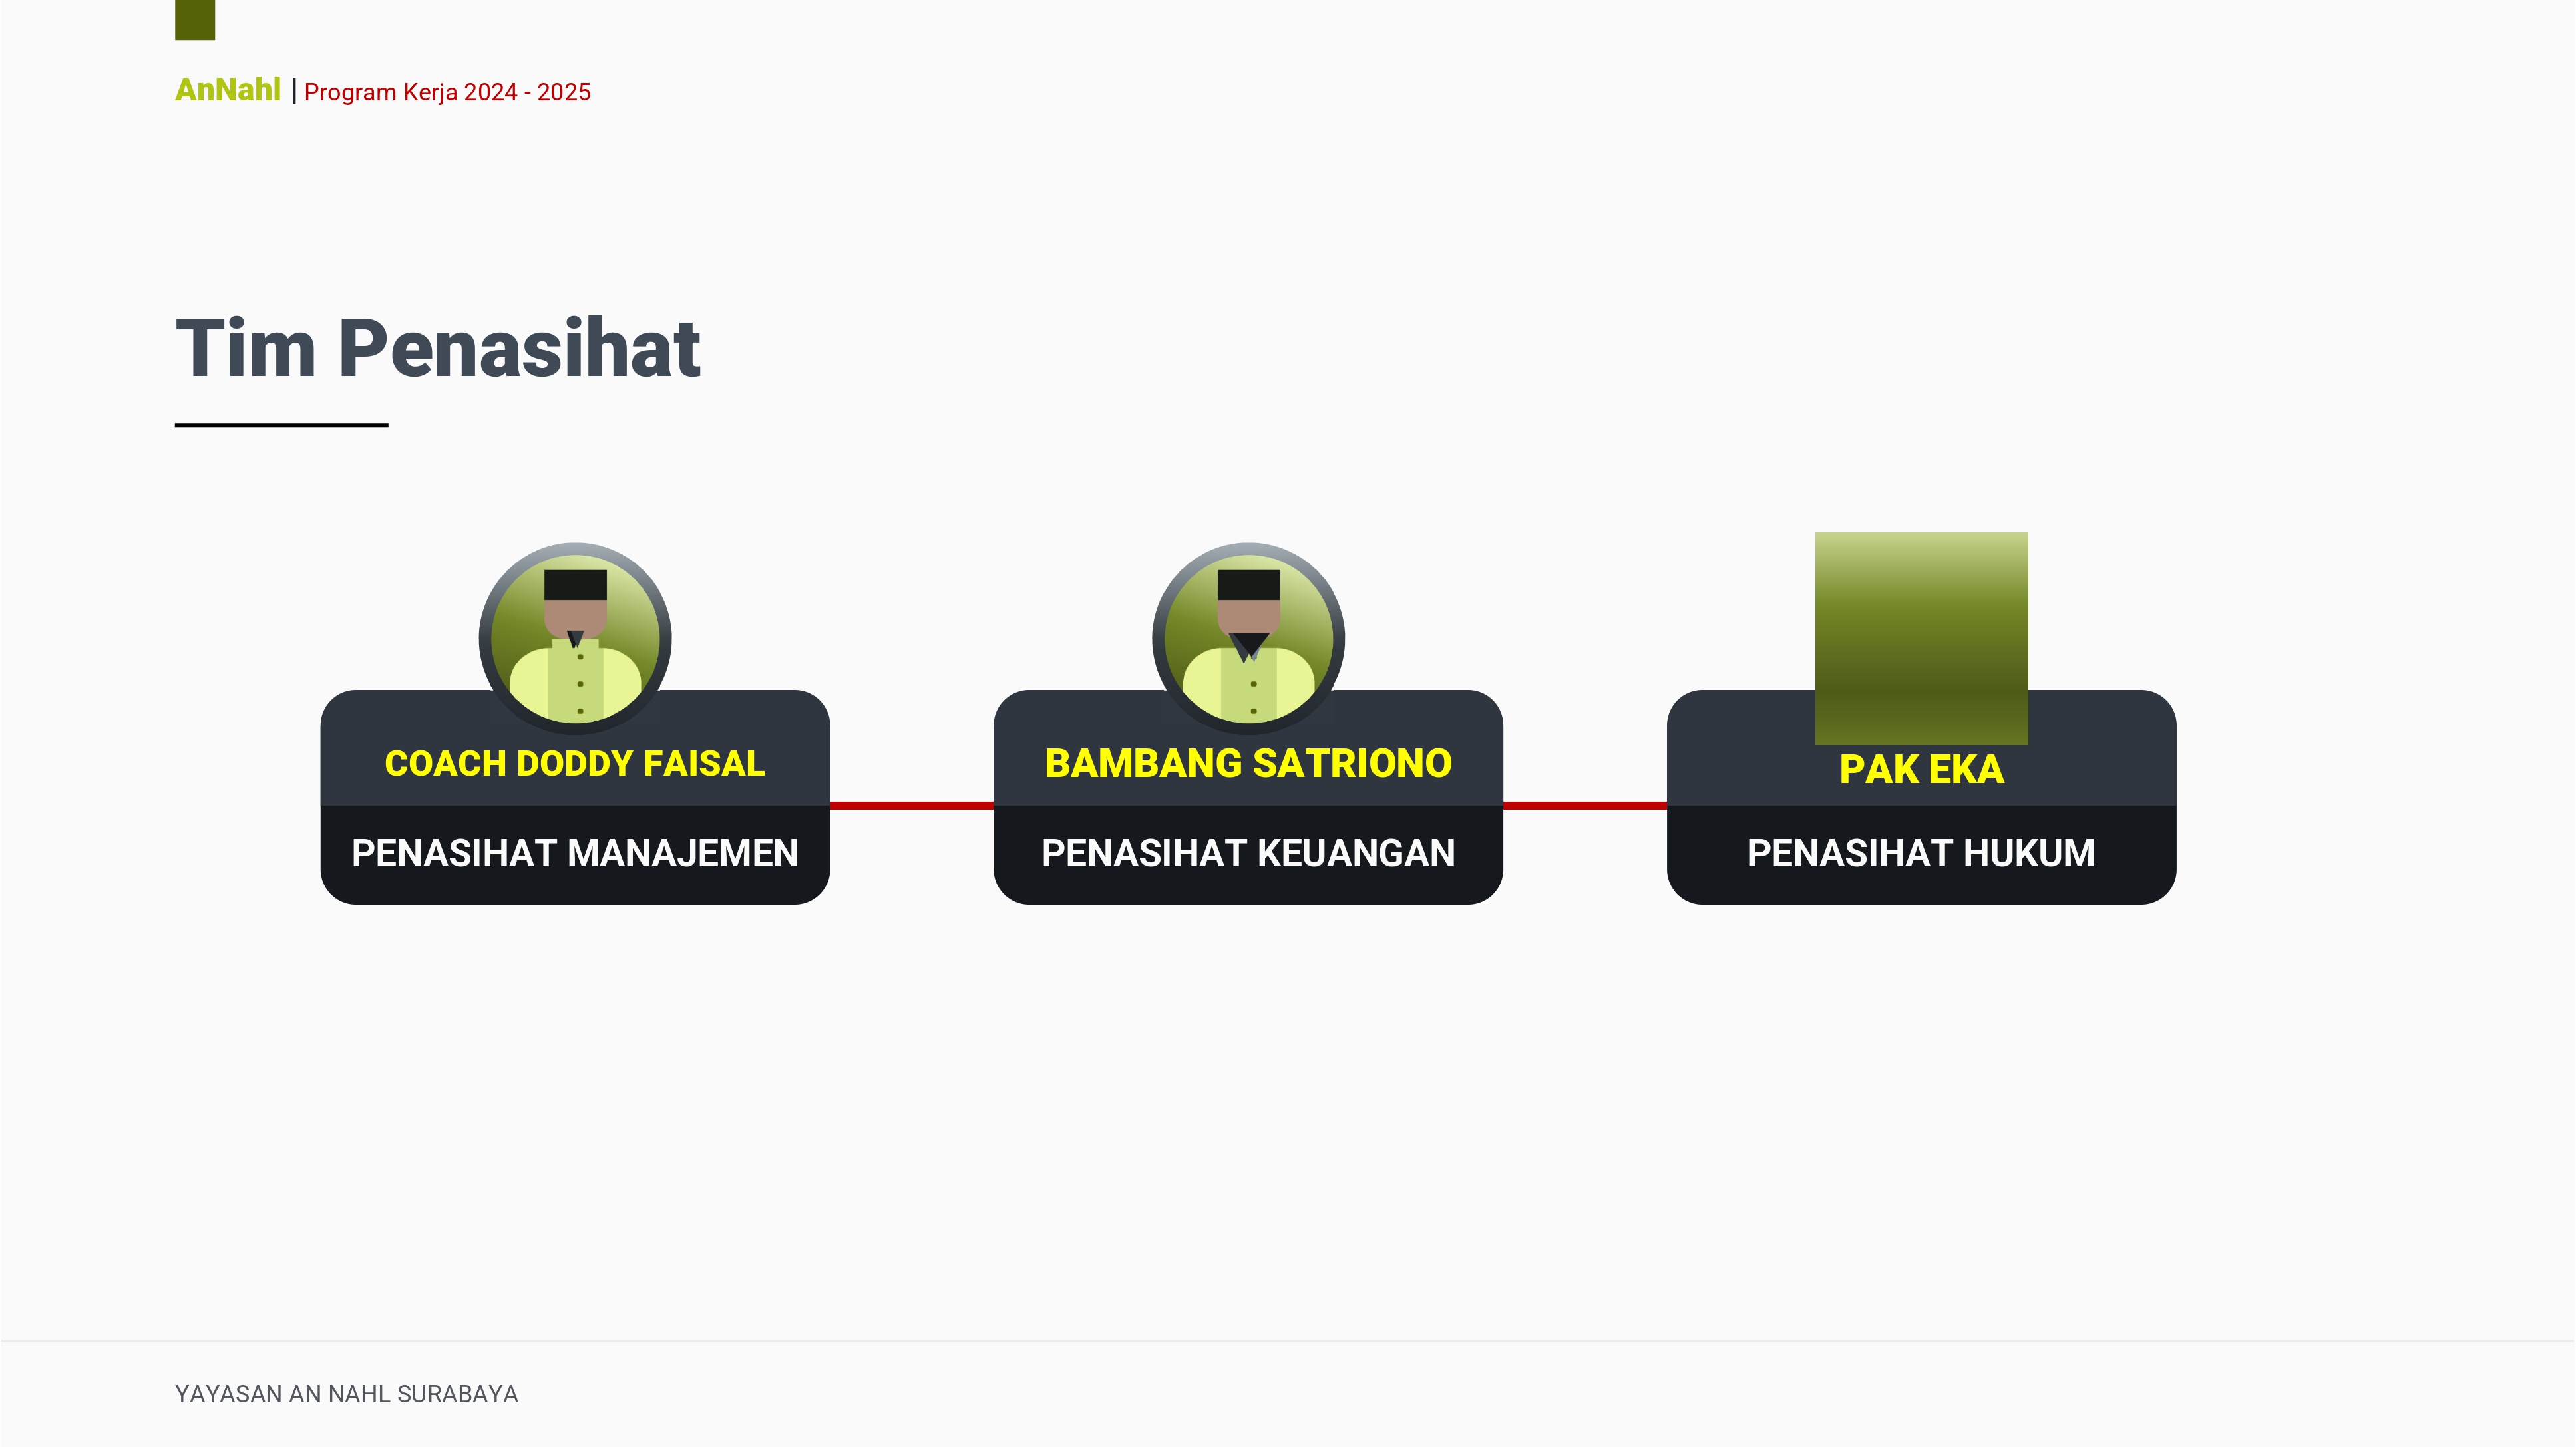 AnNahl | Program Kerja 2024 - 2025
Tim Penasihat
COACH DODDY FAISAL
PENASIHAT MANAJEMEN
BAMBANG SATRIONO
PENASIHAT KEUANGAN
PAK EKA
PENASIHAT HUKUM
YAYASAN AN NAHL SURABAYA